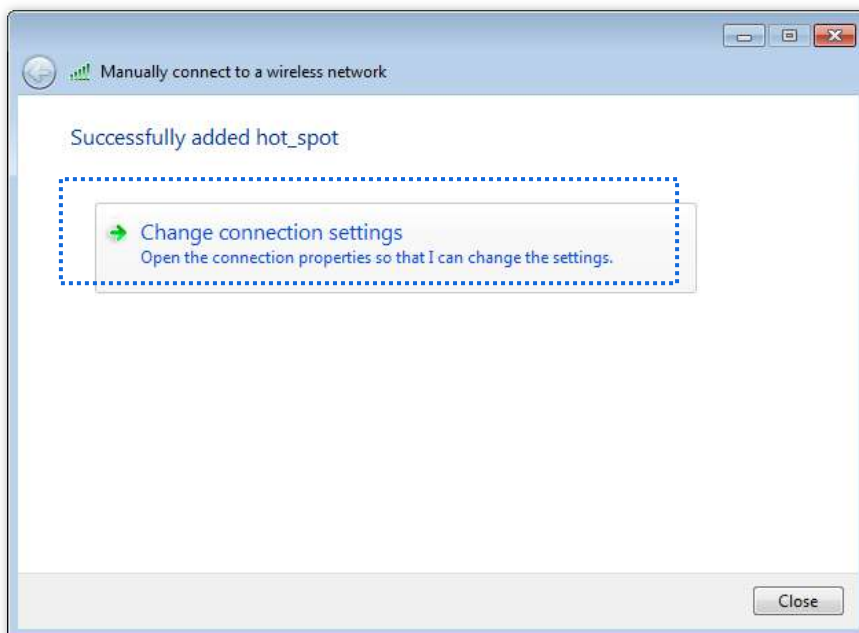 Manually connect to a wireless network
Successfully added hot_spot
Change connection settings
Open the connection properties so that I can change the settings.
Close